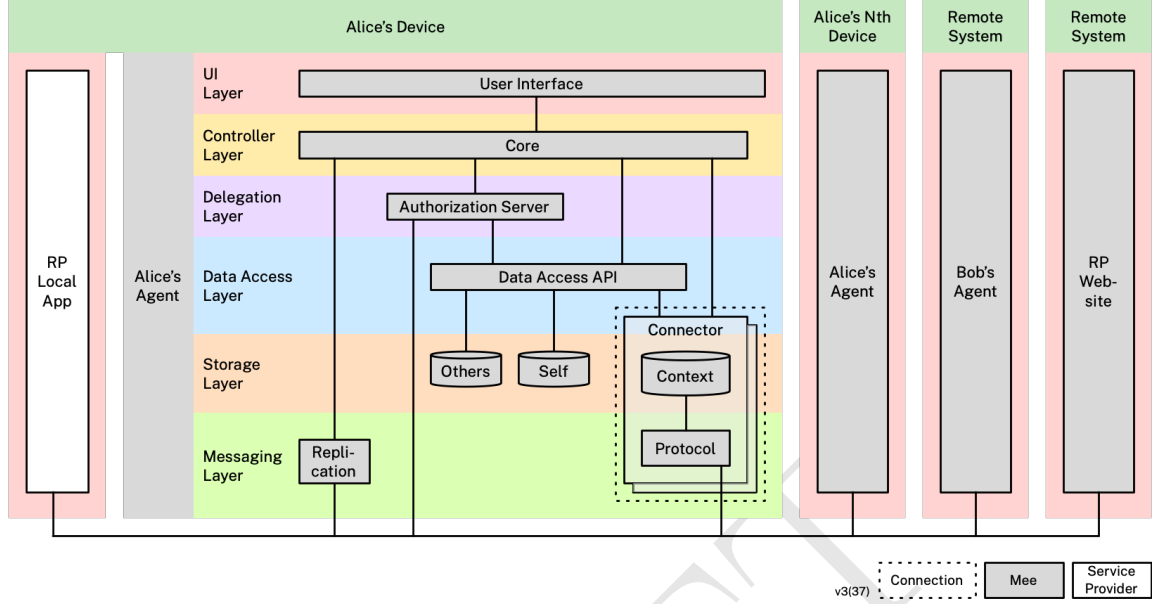 Alice's Device
Alice's Nth
Device
Remote
System
Remote
System
UI
Layer
User Interface
Controller
Layer
Core
Delegation
Layer
Authorization Server
RP
Local
App
Alice's
Agent
Data Access
Layer
Data Access API
Alice's
Agent
Bob's
Agent
RP
Web-
site
Connector
Storage
Layer
Others
Self
Context
Messaging
Layer
Repli-
cation
Protocol
v3(37)
Connection
Mee
Service
Provider